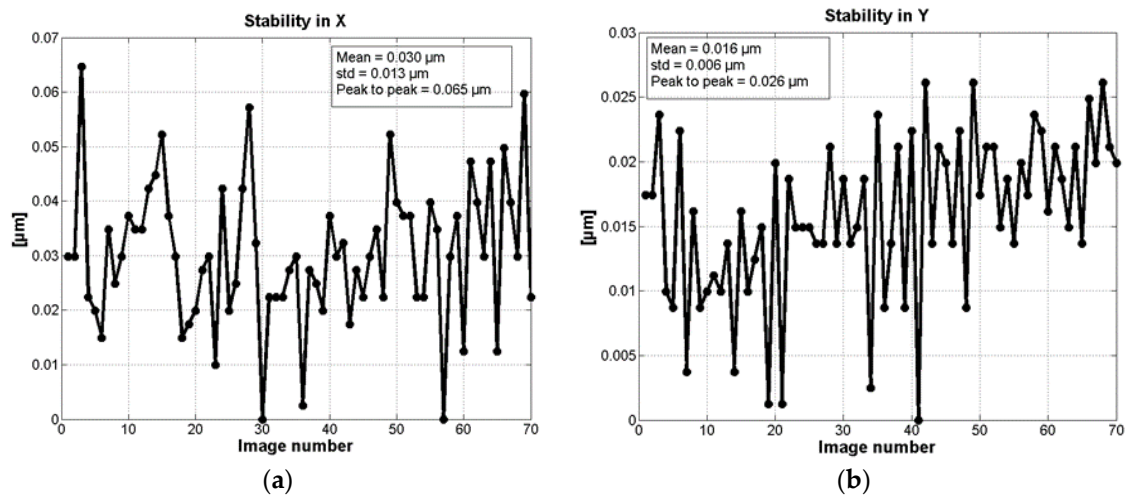 Stability in X
0.07
0.06
0.05
0.04
0.03
0.02
0.01
0
[µm]
Mean = 0.030 µm
std = 0.013 µm
Peak to peak = 0.065 µm
0 10 20 30 40 50 60 70
Image number
(a)
Stability in Y
0.03
0.025
0.02
0.015
0.01
0.005
0
[µm]
Mean = 0.016 µm
std = 0.006 µm
Peak to peak = 0.026 µm
0 10 20 30 40 50 60 70
Image number
(b)